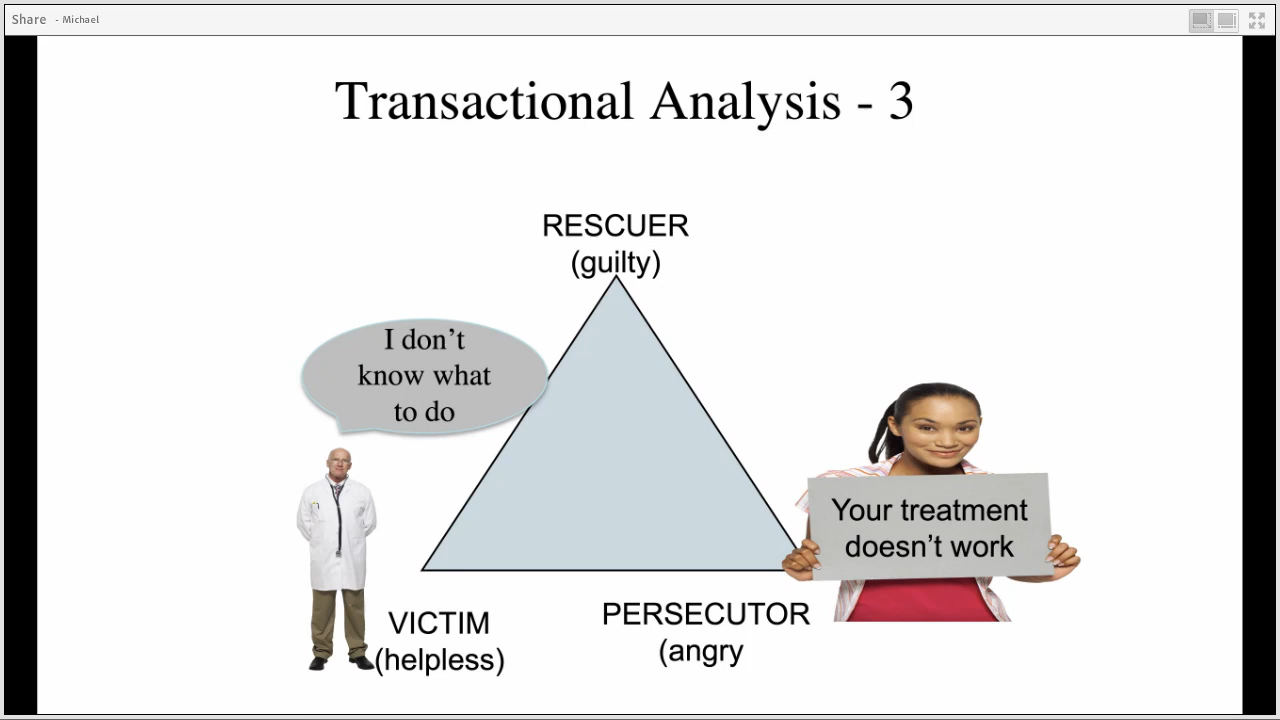 Share - Michael
Transactional Analysis - 3
RESCUER
(guilty)
I don’t
know what
to do
Your treatment
doesn’t work
VICTIM
(helpless)
PERSECUTOR
(angry